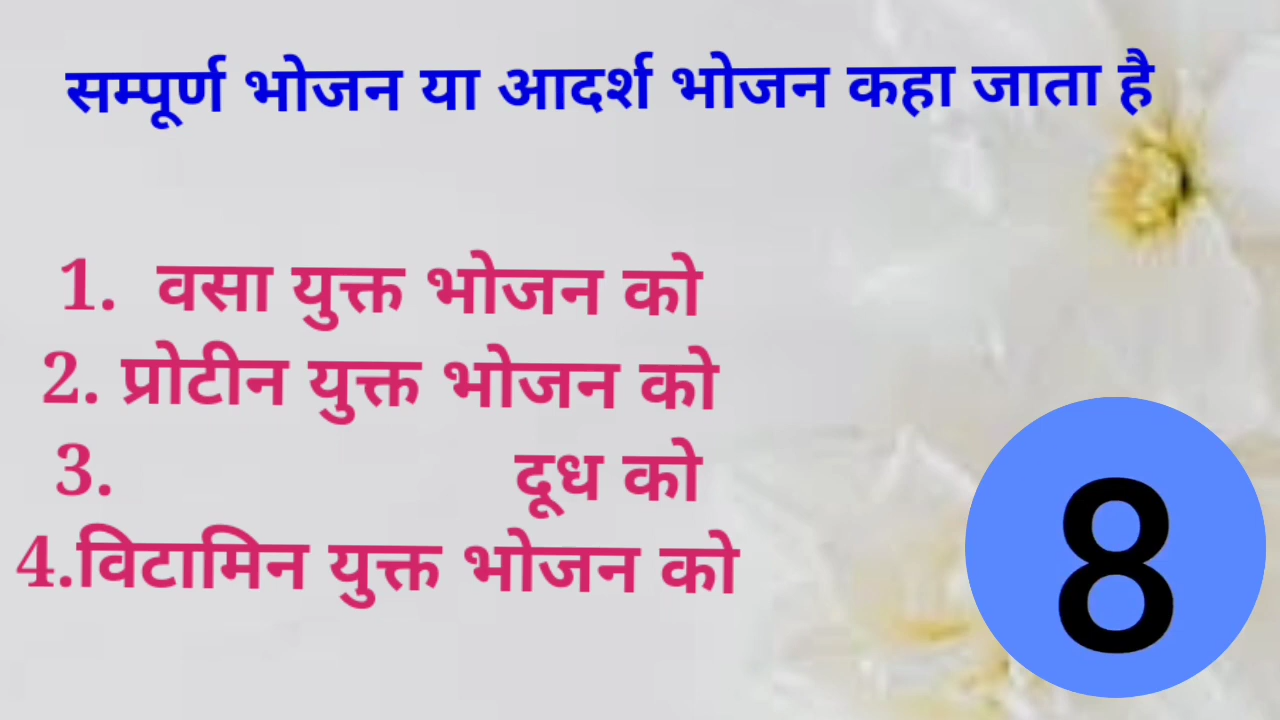 सम्पूर्ण भोजन या आदर्श भोजन कहा जाता है
1. वसा युक्त भोजन को
2. प्रोटीन युक्त भोजन को
3. दूध को
4.विटामिन युक्त भोजन को
8